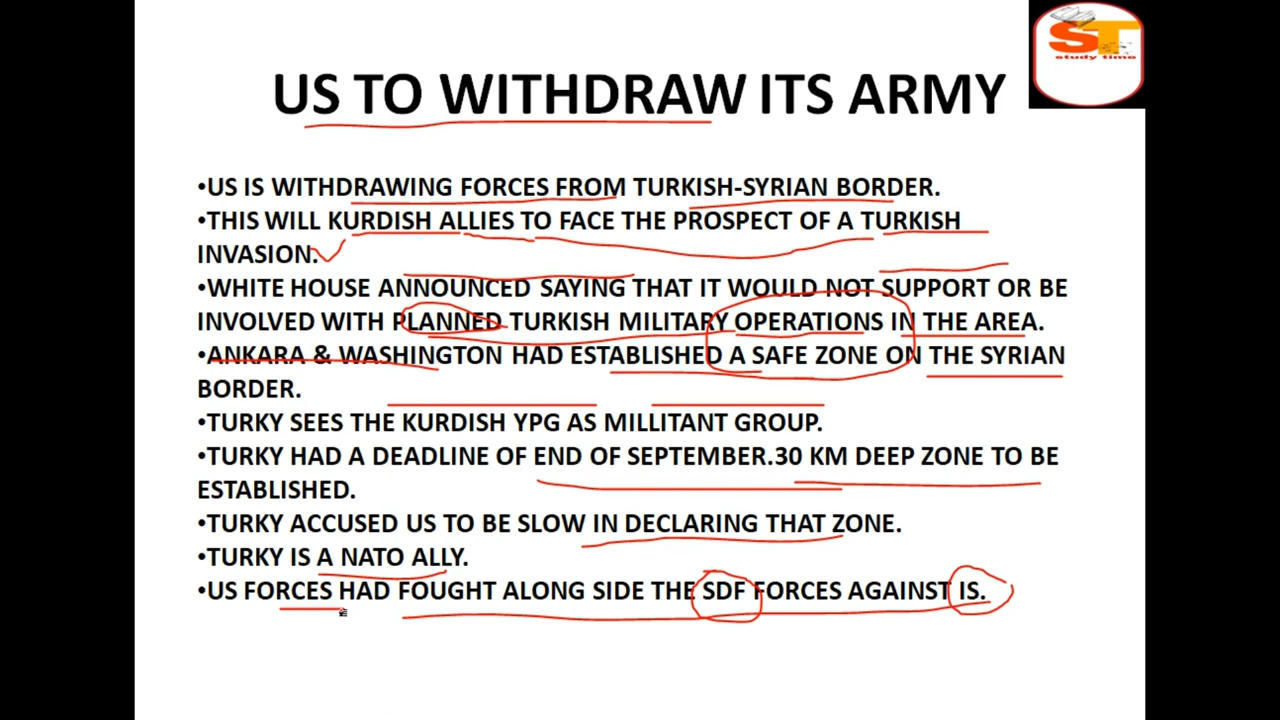 ST
study time
US TO WITHDRAW ITS ARMY
•US IS WITHDRAWING FORCES FROM TURKISH-SYRIAN BORDER.
•THIS WILL KURDISH ALLIES TO FACE THE PROSPECT OF A TURKISH
INVASION.
•WHITE HOUSE ANNOUNCED SAYING THAT IT WOULD NOT SUPPORT OR BE
INVOLVED WITH PLANNED TURKISH MILITARY OPERATIONS IN THE AREA.
•ANKARA & WASHINGTON HAD ESTABLISHED A SAFE ZONE ON THE SYRIAN
BORDER.
•TURKY SEES THE KURDISH YPG AS MILLITANT GROUP.
•TURKY HAD A DEADLINE OF END OF SEPTEMBER.30 KM DEEP ZONE TO BE
ESTABLISHED.
•TURKY ACCUSED US TO BE SLOW IN DECLARING THAT ZONE.
•TURKY IS A NATO ALLY.
•US FORCES HAD FOUGHT ALONG SIDE THE SDF FORCES AGAINST IS.